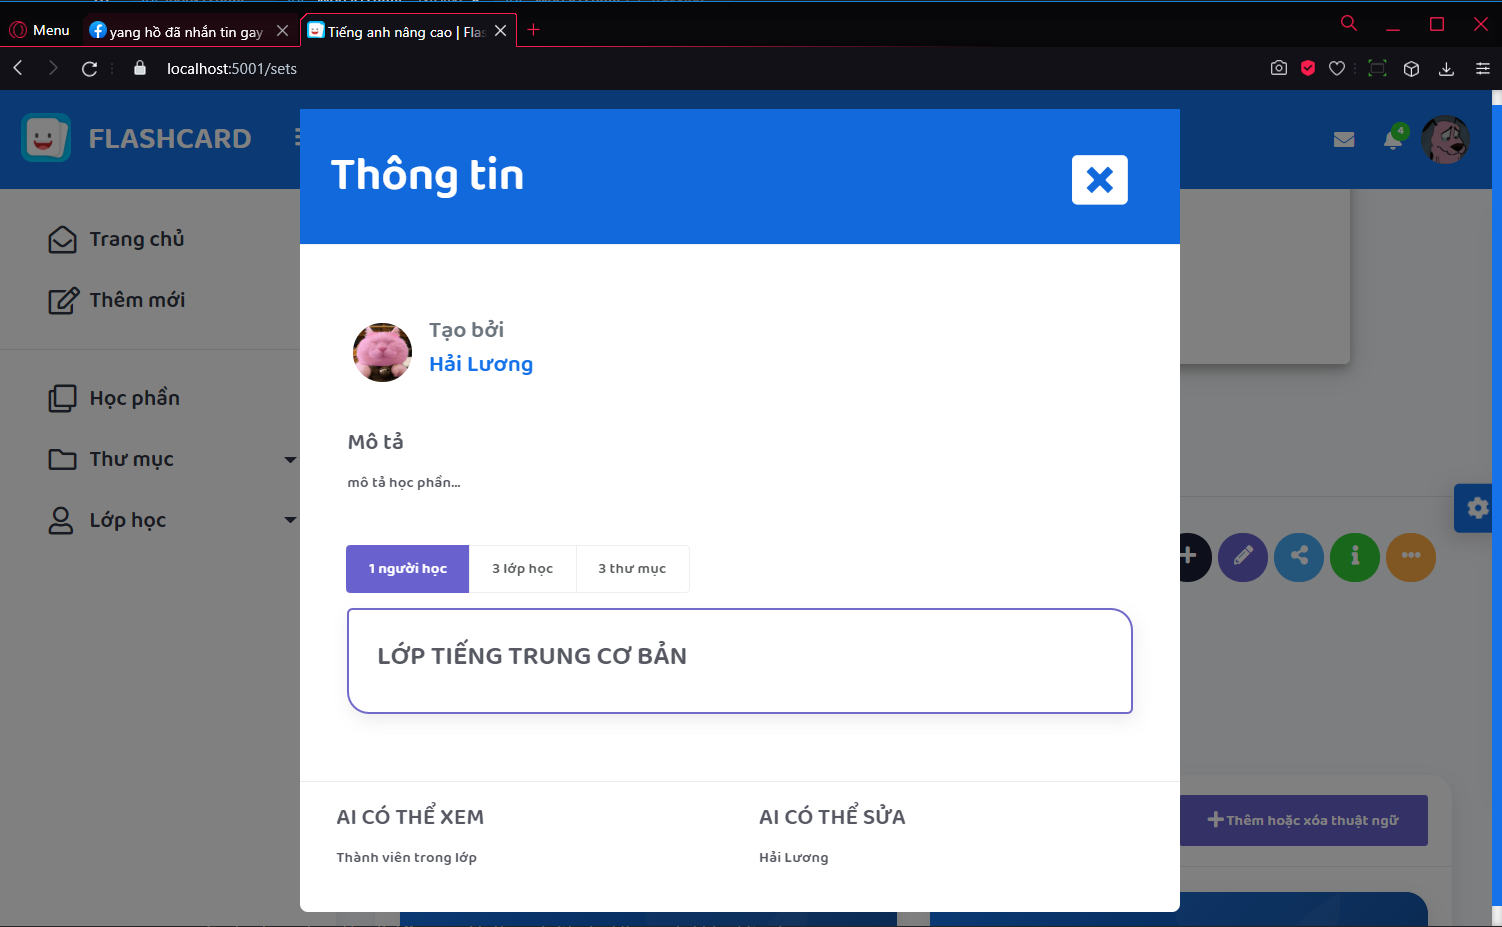 Menu
yang hồ đã nhắn tin gay
Tiếng anh nâng cao | Flas
localhost:5001/sets
FLASHCARD
4
Thông tin
Trang chủ
Thêm mới
Học phần
Thư mục
Lớp học
Tạo bởi
Hải Lương
Mô tả
mô tả học phần...
1 người học
3 lớp học
3 thư mục
LỚP TIẾNG TRUNG CƠ BẢN
AI CÓ THỂ XEM
Thành viên trong lớp
AI CÓ THỂ SỬA
Hải Lương
Thêm hoặc xóa thuật ngữ